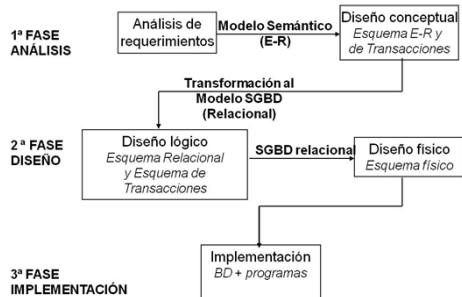 1ª FASE
ANÁLISIS
Análisis de
requerimientos
Modelo Semántico
(E-R)
Diseño conceptual
Esquema E-R y
de Transacciones
Transformación al
Modelo SGBD
(Relacional)
2ª FASE
DISEÑO
Diseño lógico
Esquema Relacional
y Esquema de
Transacciones
SGBD relacional
Diseño físico
Esquema físico
3ª FASE
IMPLEMENTACIÓN
Implementación
BD + programas